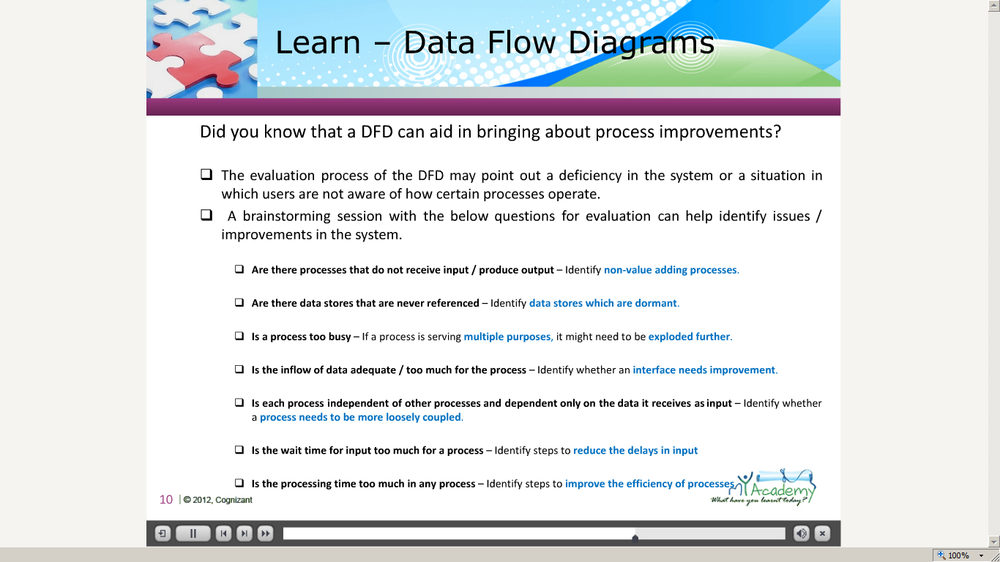 Learn – Data Flow Diagrams
Did you know that a DFD can aid in bringing about process improvements?
❑ The evaluation process of the DFD may point out a deficiency in the system or a situation in
which users are not aware of how certain processes operate.
❑ A brainstorming session with the below questions for evaluation can help identify issues /
improvements in the system.
❑ Are there processes that do not receive input / produce output – Identify non-value adding processes.
❑ Are there data stores that are never referenced – Identify data stores which are dormant.
❑ Is a process too busy – If a process is serving multiple purposes, it might need to be exploded further.
❑ Is the inflow of data adequate / too much for the process – Identify whether an interface needs improvement.
❑ Is each process independent of other processes and dependent only on the data it receives as input – Identify whether
a process needs to be more loosely coupled.
❑ Is the wait time for input too much for a process – Identify steps to reduce the delays in input
❑ Is the processing time too much in any process – Identify steps to improve the efficiency of processes
My Academy
What have you learnt today?
10 | © 2012, Cognizant
100%